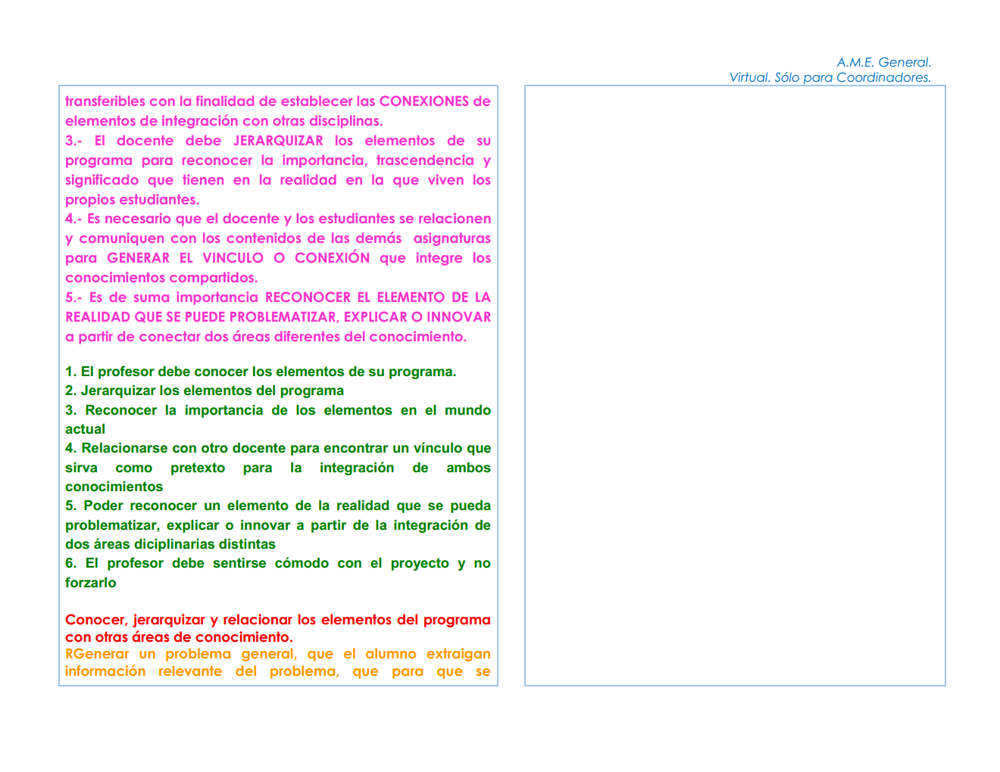 A.M.E. General.
Virtual. Sólo para Coordinadores.
transferibles con la finalidad de establecer las CONEXIONES de
elementos de integración con otras disciplinas.
3.- El docente debe JERARQUIZAR los elementos de su
programa para reconocer la importancia, trascendencia y
significado que tienen en la realidad en la que viven los
propios estudiantes.
4.- Es necesario que el docente y los estudiantes se relacionen
y comuniquen con los contenidos de las demás asignaturas
para GENERAR EL VINCULO O CONEXIÓN que integre los
conocimientos compartidos.
5.- Es de suma importancia RECONOCER EL ELEMENTO DE LA
REALIDAD QUE SE PUEDE PROBLEMATIZAR, EXPLICAR O INNOVAR
a partir de conectar dos áreas diferentes del conocimiento.
1. El profesor debe conocer los elementos de su programa.
2. Jerarquizar los elementos del programa
3. Reconocer la importancia de los elementos en el mundo
actual
4. Relacionarse con otro docente para encontrar un vínculo que
sirva como pretexto para la integración de ambos
conocimientos
5. Poder reconocer un elemento de la realidad que se pueda
problematizar, explicar o innovar a partir de la integración de
dos áreas diciplinarias distintas
6. El profesor debe sentirse cómodo con el proyecto y no
forzarlo
Conocer, jerarquizar y relacionar los elementos del programa
con otras áreas de conocimiento.
RGenerar un problema general, que el alumno extraigan
información relevante del problema, que para que se